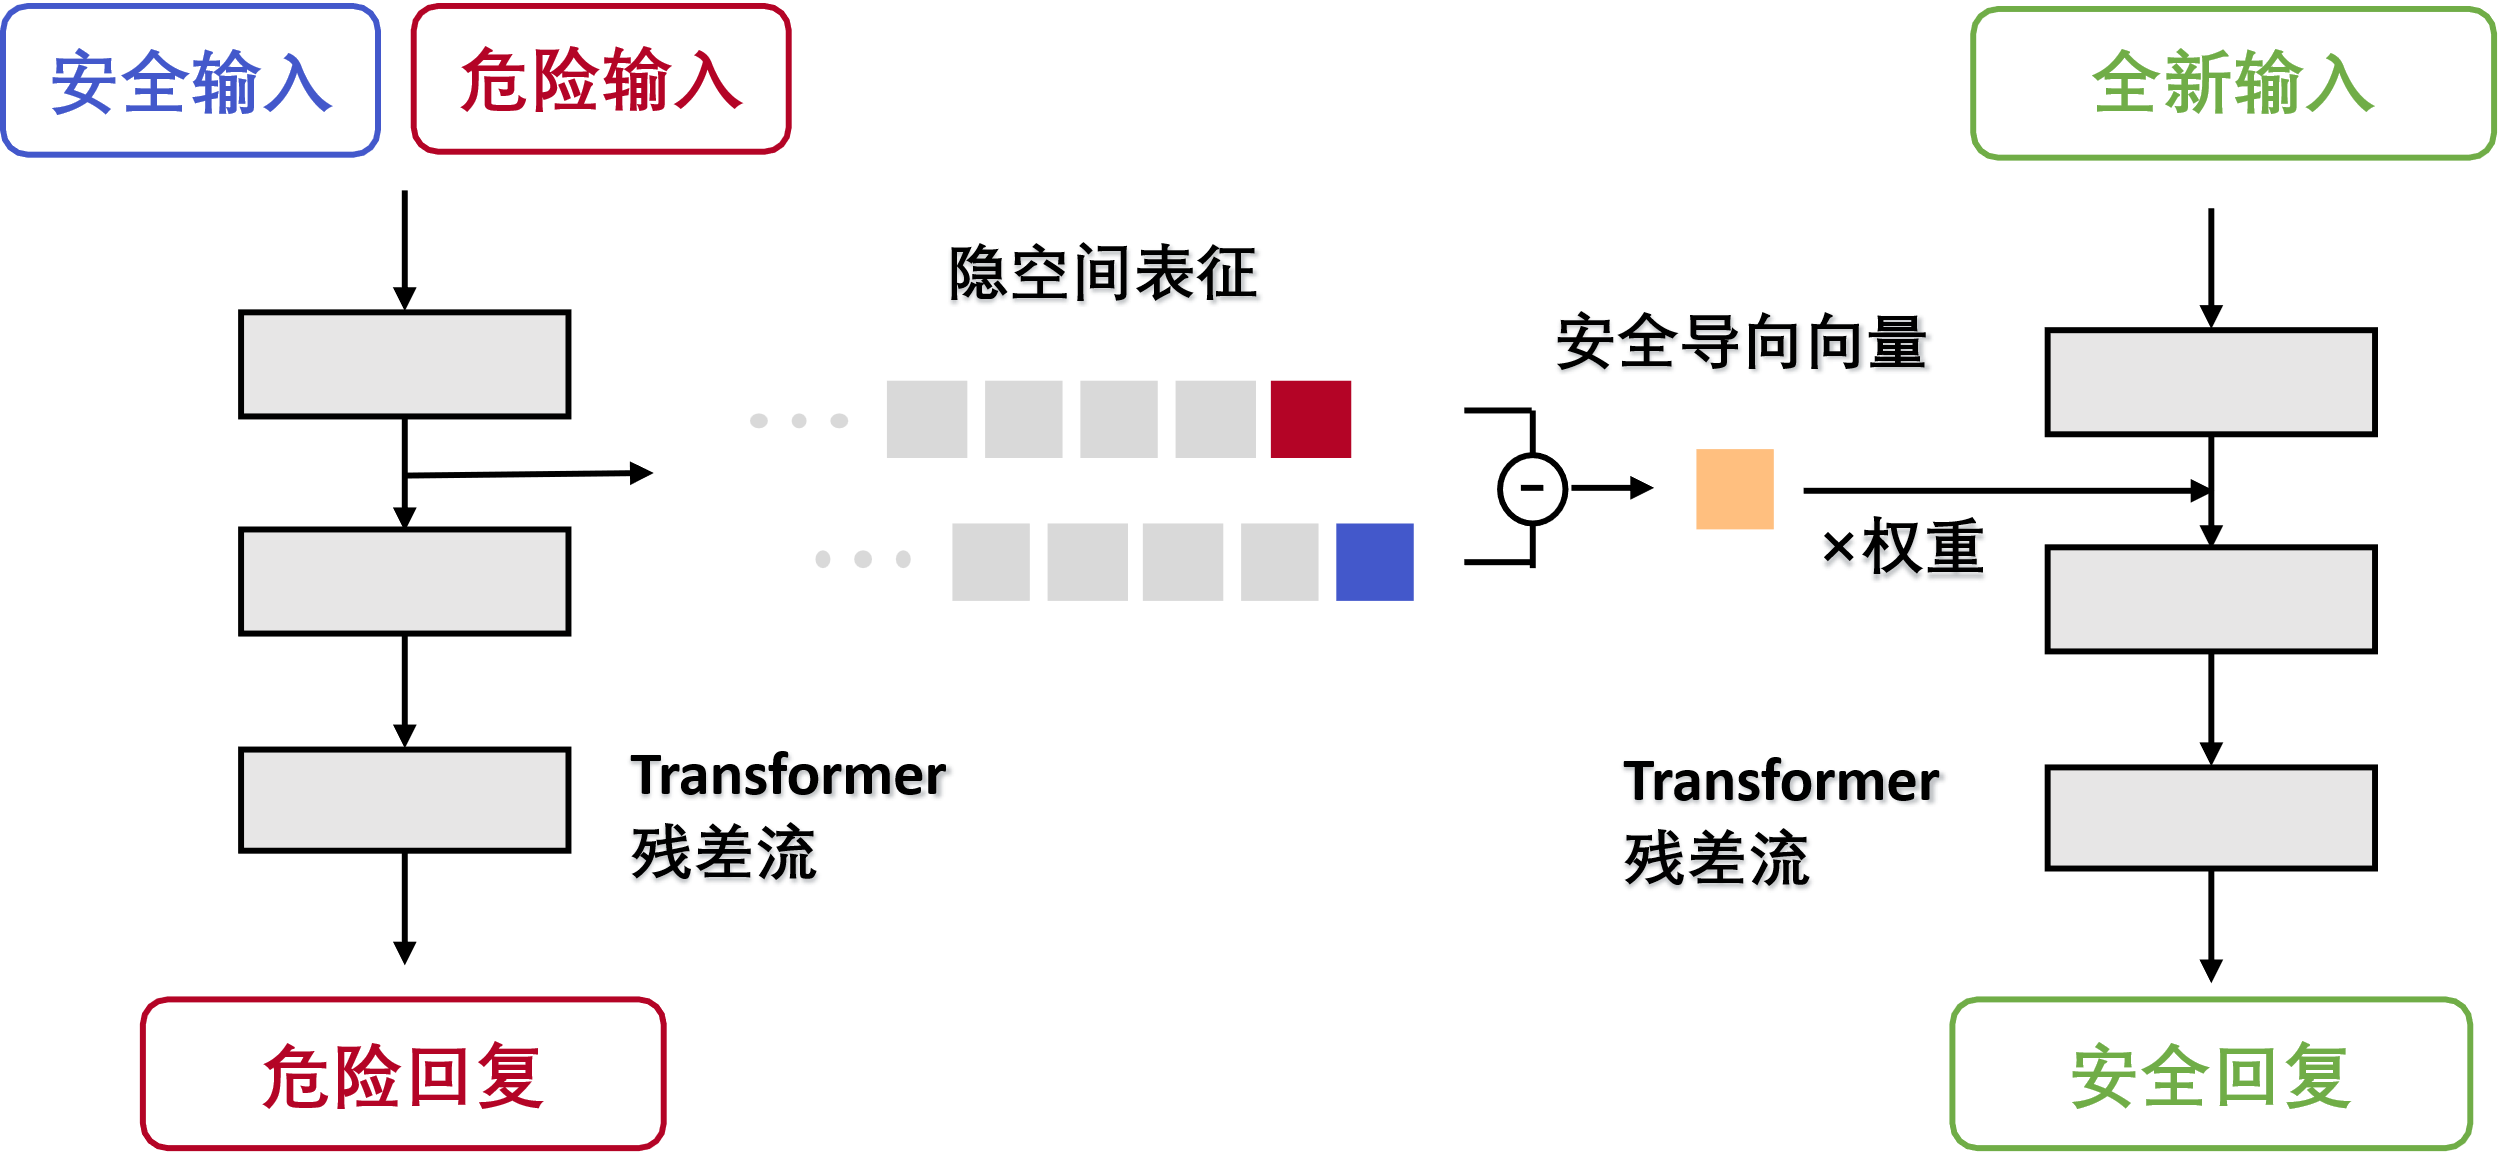 安全输入
危险输入
全新输入
隐空间表征
安全导向向量
-
×权重
Transformer
残差流
Transformer
残差流
危险回复
安全回复